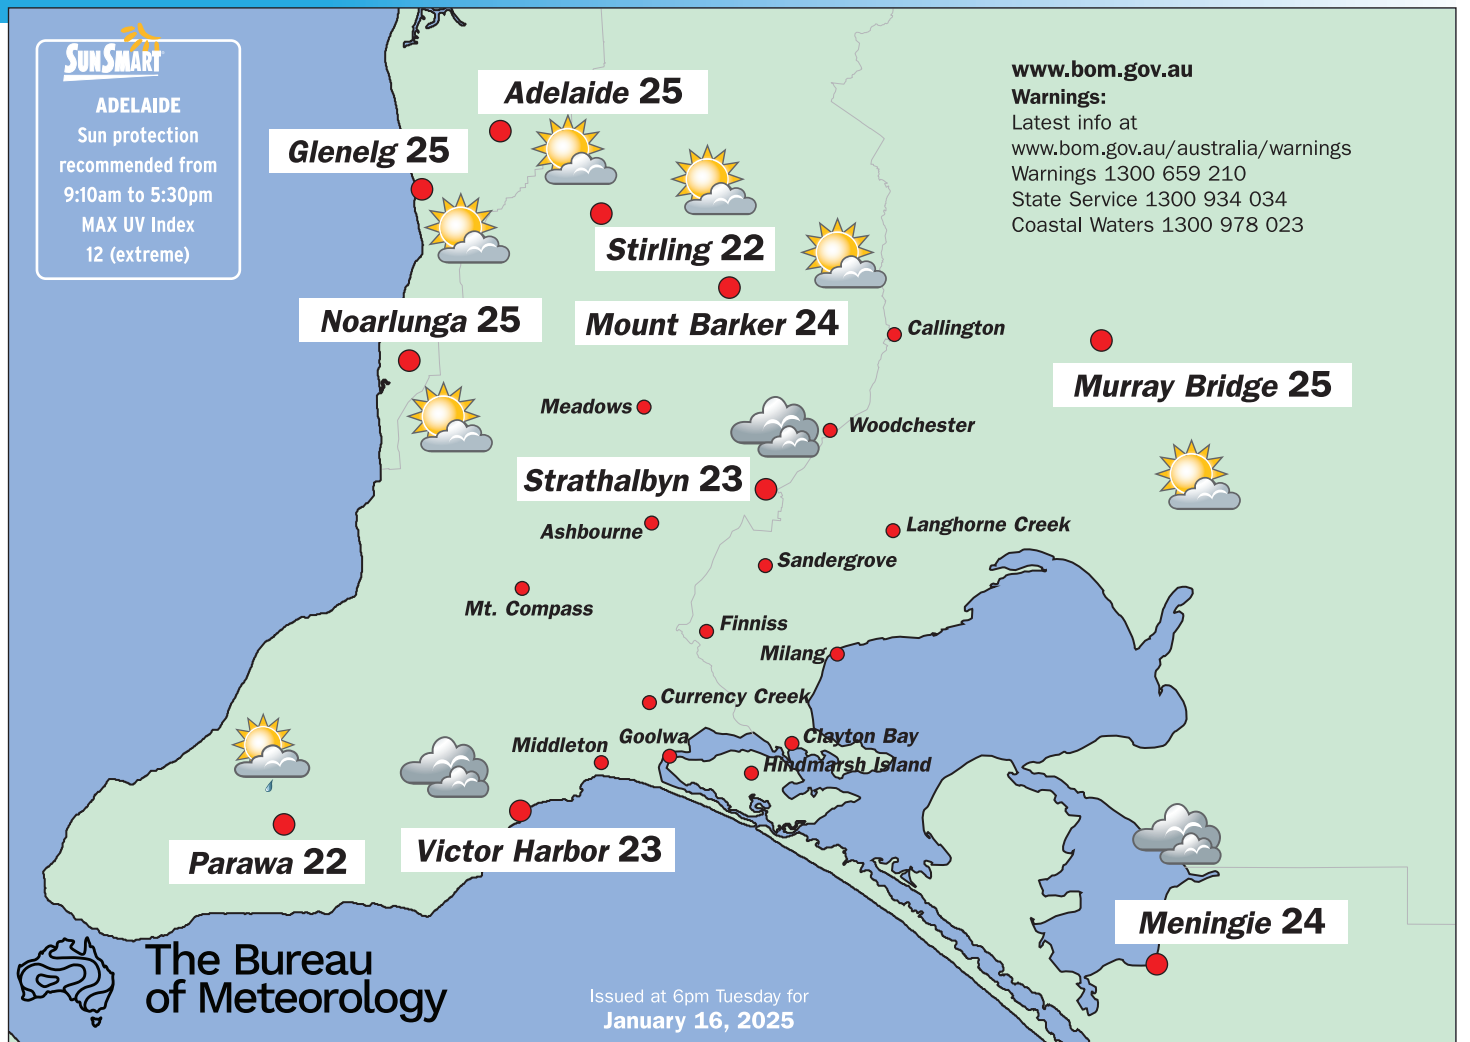 SUNSMART
ADELAIDE
Sun protection
recommended from
9:10am to 5:30pm
MAX UV Index
12 (extreme)
Adelaide 25
Glenelg 25
www.bom.gov.au
Warnings:
Latest info at
www.bom.gov.au/australia/warnings
Warnings 1300 659 210
State Service 1300 934 034
Coastal Waters 1300 978 023
Stirling 22
Noarlunga 25
Mount Barker 24
Callington
Murray Bridge 25
Meadows
Woodchester
Strathalbyn 23
Ashbourne
Langhorne Creek
Sandergrove
Mt. Compass
Finniss
Milang
Currency Creek
Middleton
Goolwa
Clayton Bay
Hindmarsh Island
Parawa 22
Victor Harbor 23
Meningie 24
The Bureau
of Meteorology
Issued at 6pm Tuesday for
January 16, 2025